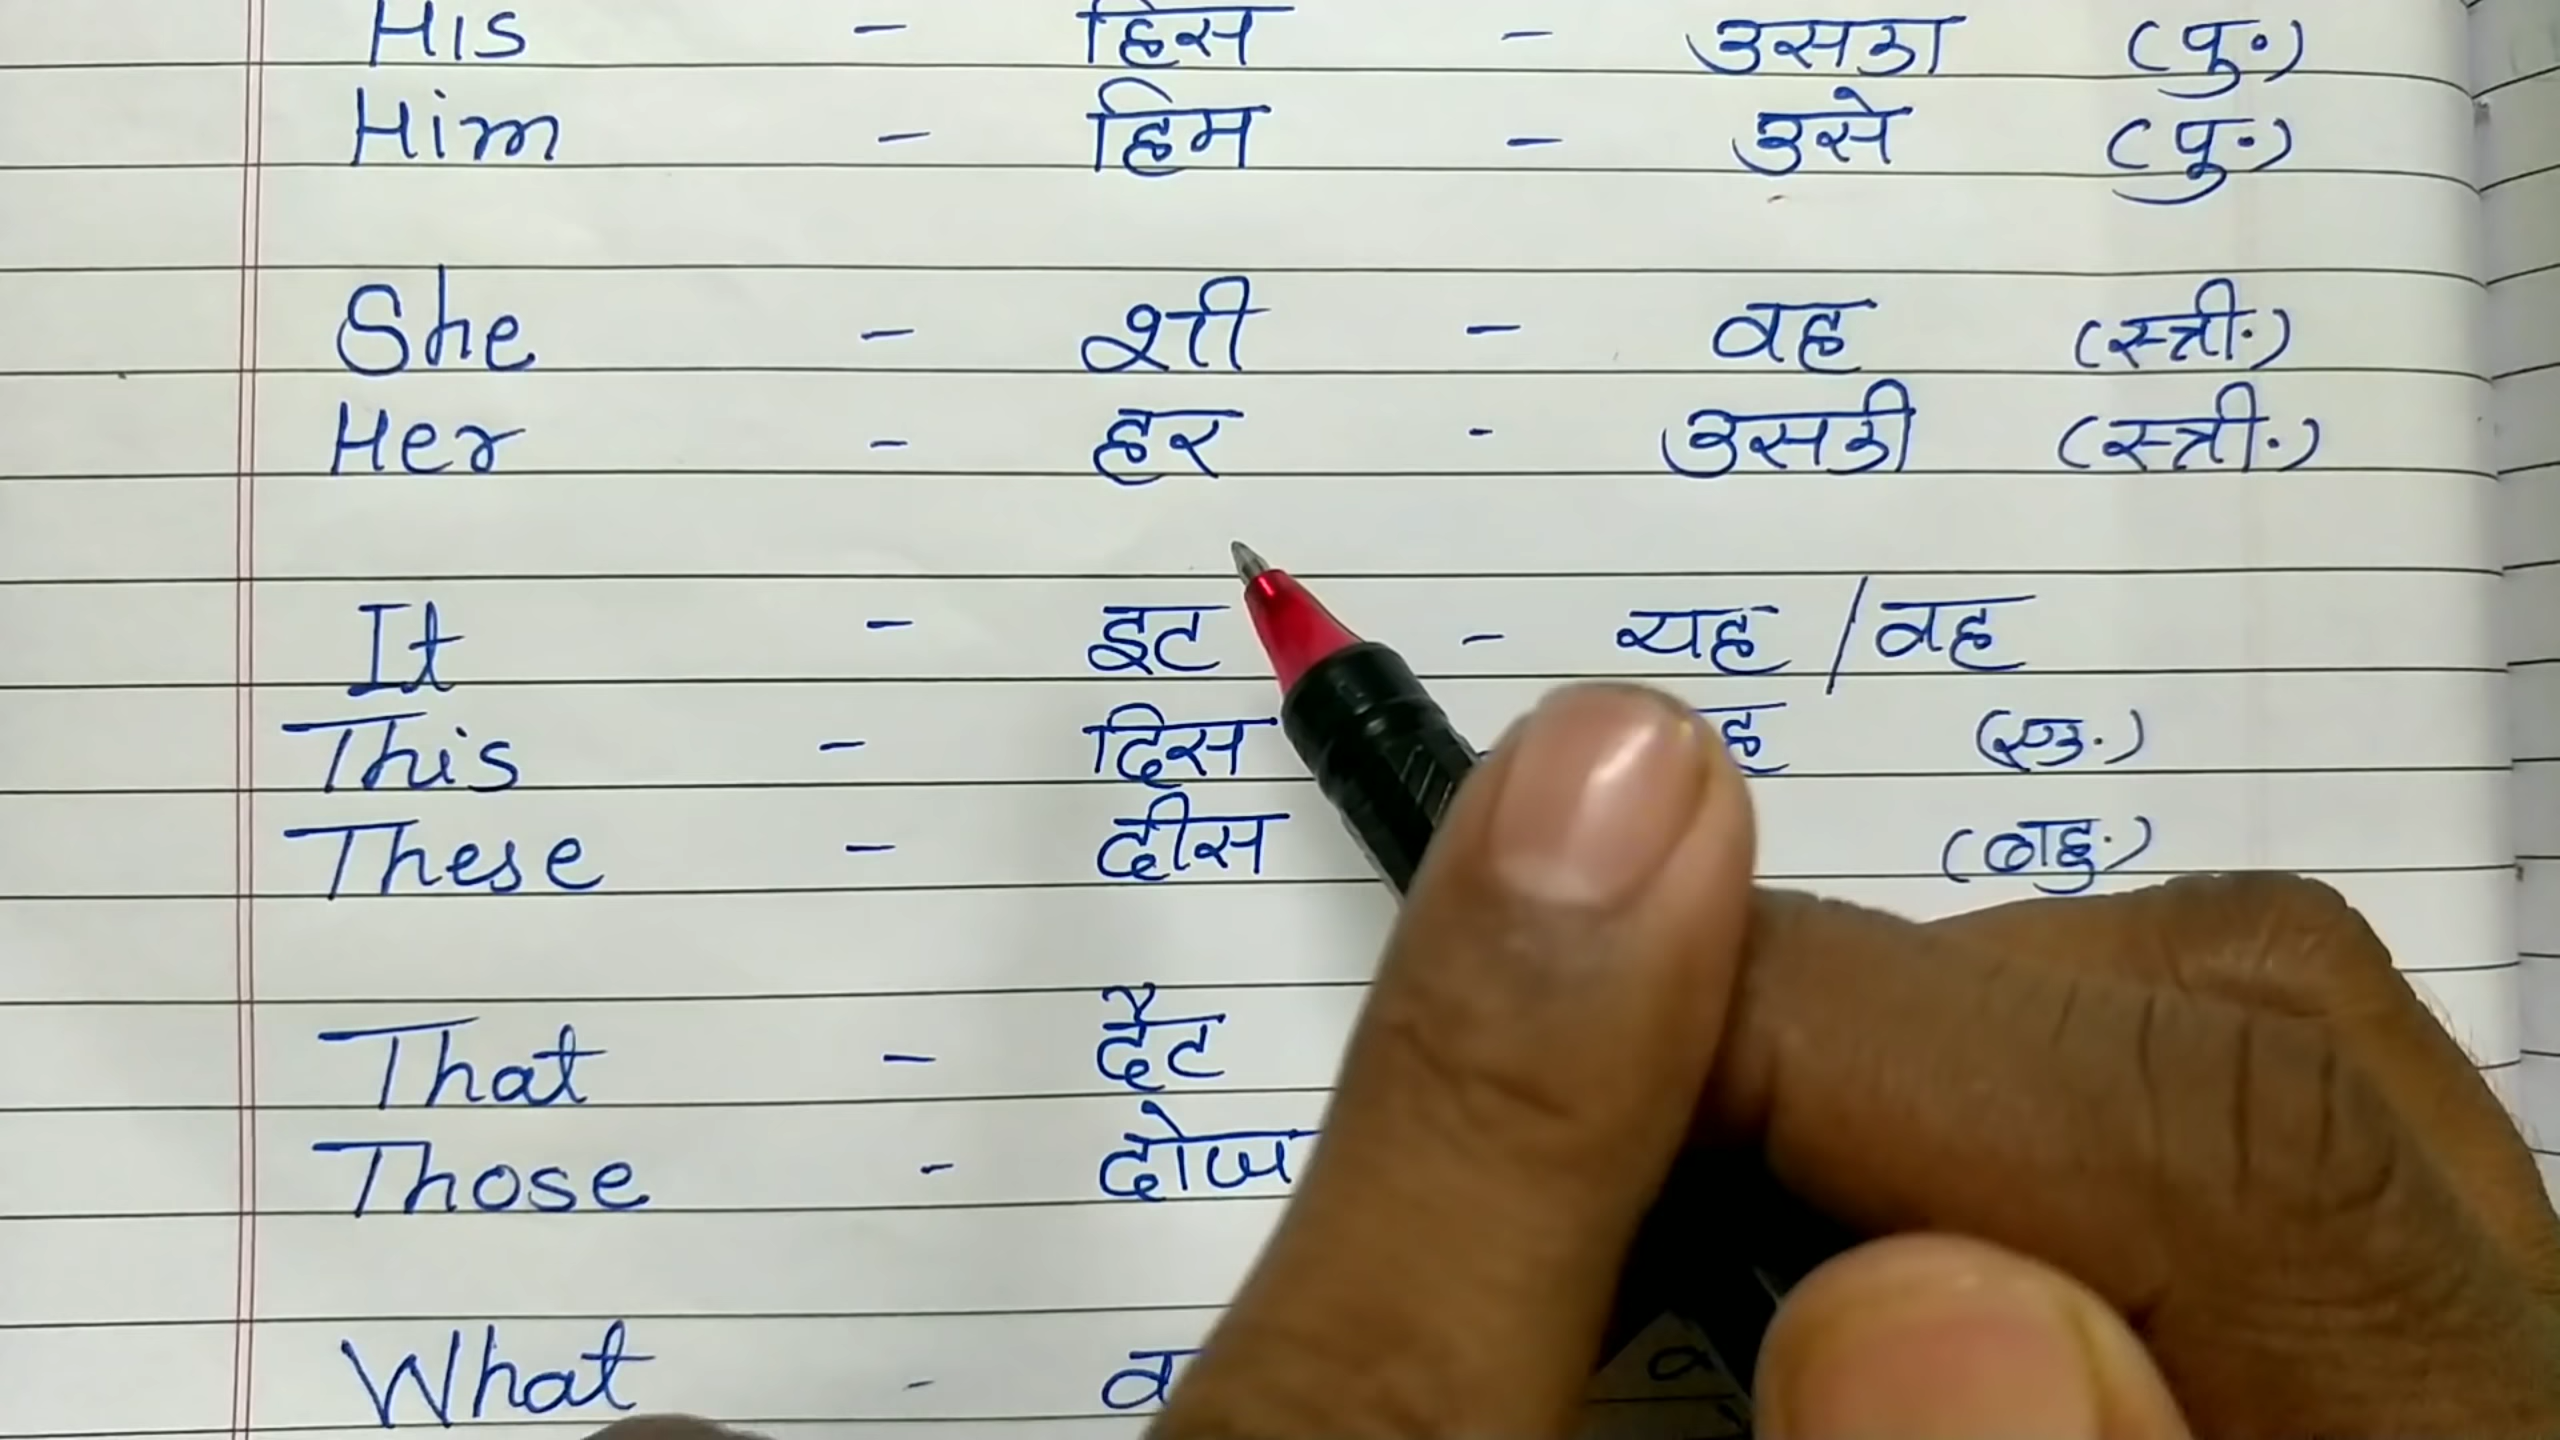 His - हिस - उसका (पु.)
Him - हिम - उसे (पु.)
She - शी - वह (स्त्री.)
Her - हर - उसकी (स्त्री.)
It - इट - यह / वह
This - दिस - ह (एक.)
These - दीस (बहु.)
That - दैट
Those - दोज
What - व